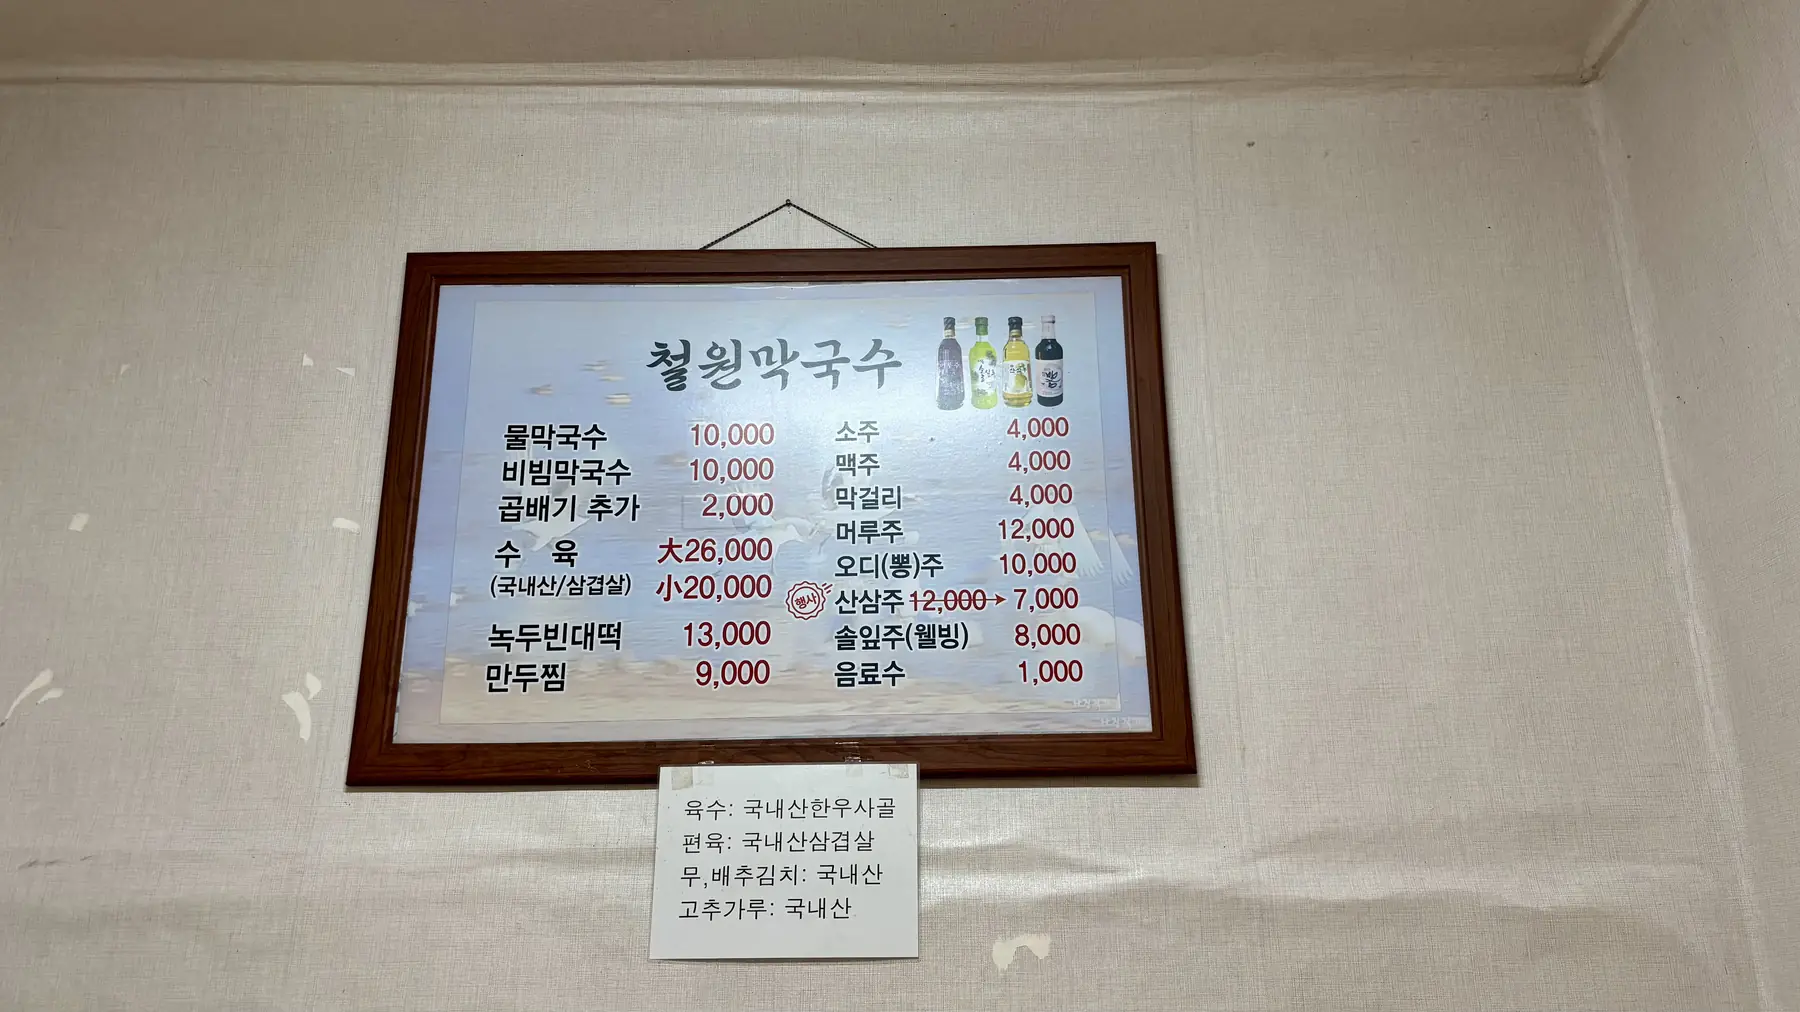 철원막국수
물막국수 10,000
비빔막국수 10,000
곱배기 추가 2,000
수 육 大26,000
(국내산/삼겹살) 小20,000
녹두빈대떡 13,000
만두찜 9,000
소주 4,000
맥주 4,000
막걸리 4,000
머루주 12,000
오디(뽕)주 10,000
행사 산삼주 12,000→7,000
솔잎주(웰빙) 8,000
음료수 1,000
육수: 국내산한우사골
편육: 국내산삼겹살
무,배추김치: 국내산
고추가루: 국내산